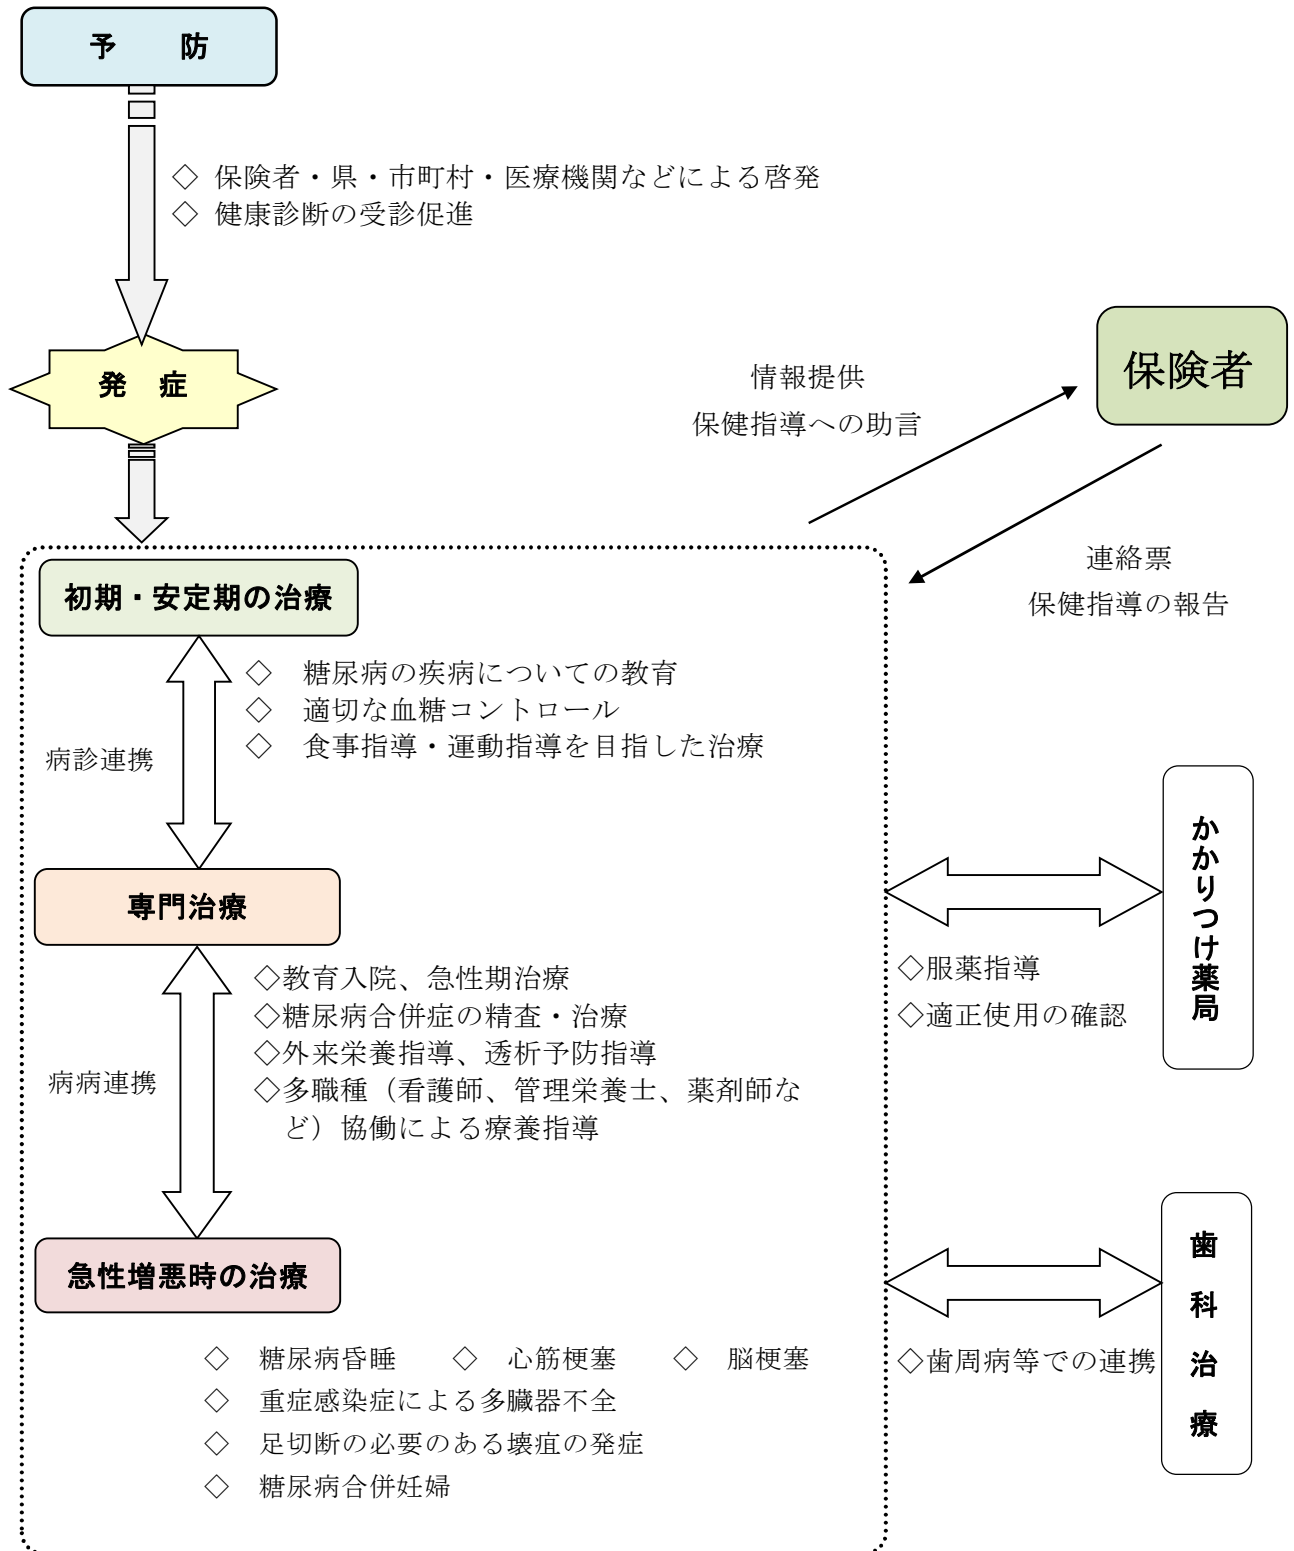 予　　防
◇ 保険者・県・市町村・医療機関などによる啓発
◇ 健康診断の受診促進
発　症
保険者
情報提供
保健指導への助言
連絡票
保健指導の報告
初期・安定期の治療
◇　糖尿病の疾病についての教育
◇　適切な血糖コントロール
◇　食事指導・運動指導を目指した治療
病診連携
専門治療
◇教育入院、急性期治療
◇糖尿病合併症の精査・治療
◇外来栄養指導、透析予防指導
◇多職種（看護師、管理栄養士、薬剤師な
ど）協働による療養指導
病病連携
かかりつけ薬局
◇服薬指導
◇適正使用の確認
急性増悪時の治療
◇　糖尿病昏睡　　◇　心筋梗塞　　◇　脳梗塞
◇　重症感染症による多臓器不全
◇　足切断の必要のある壊疽の発症
◇　糖尿病合併妊婦
歯科治療
◇歯周病等での連携